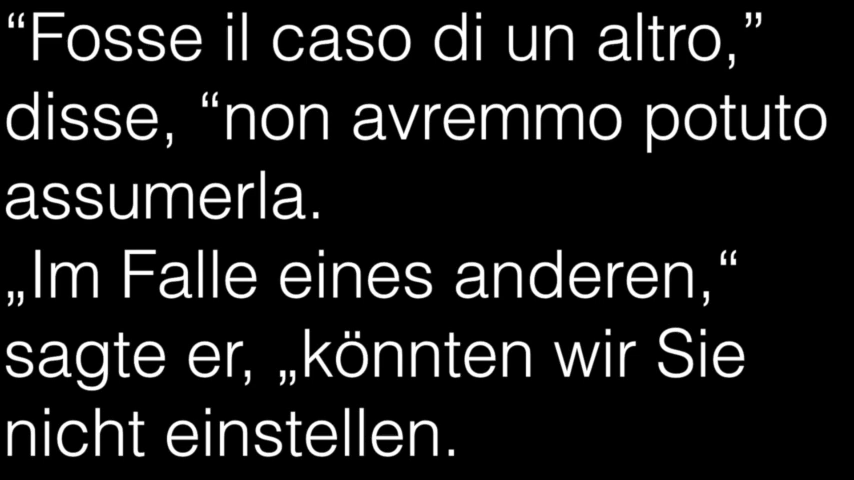 “Fosse il caso di un altro,”
disse, “non avremmo potuto
assumerla.
„Im Falle eines anderen,“
sagte er, „könnten wir Sie
nicht einstellen.